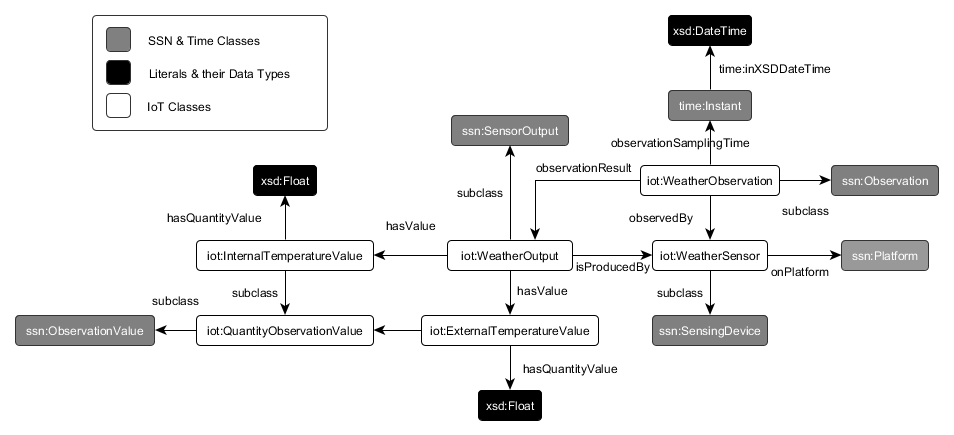 xsd:DateTime
SSN & Time Classes
Literals & their Data Types
IoT Classes
time:inXSDDateTime
time:Instant
ssn:SensorOutput
observationSamplingTime
observationResult
xsd:Float
iot:WeatherObservation
ssn:Observation
subclass
subclass
hasQuantityValue
observedBy
hasValue
iot:InternalTemperatureValue
iot:WeatherOutput
isProducedBy
iot:WeatherSensor
ssn:Platform
onPlatform
subclass
hasValue
subclass
subclass
ssn:ObservationValue
iot:QuantityObservationValue
iot:ExternalTemperatureValue
ssn:SensingDevice
hasQuantityValue
xsd:Float